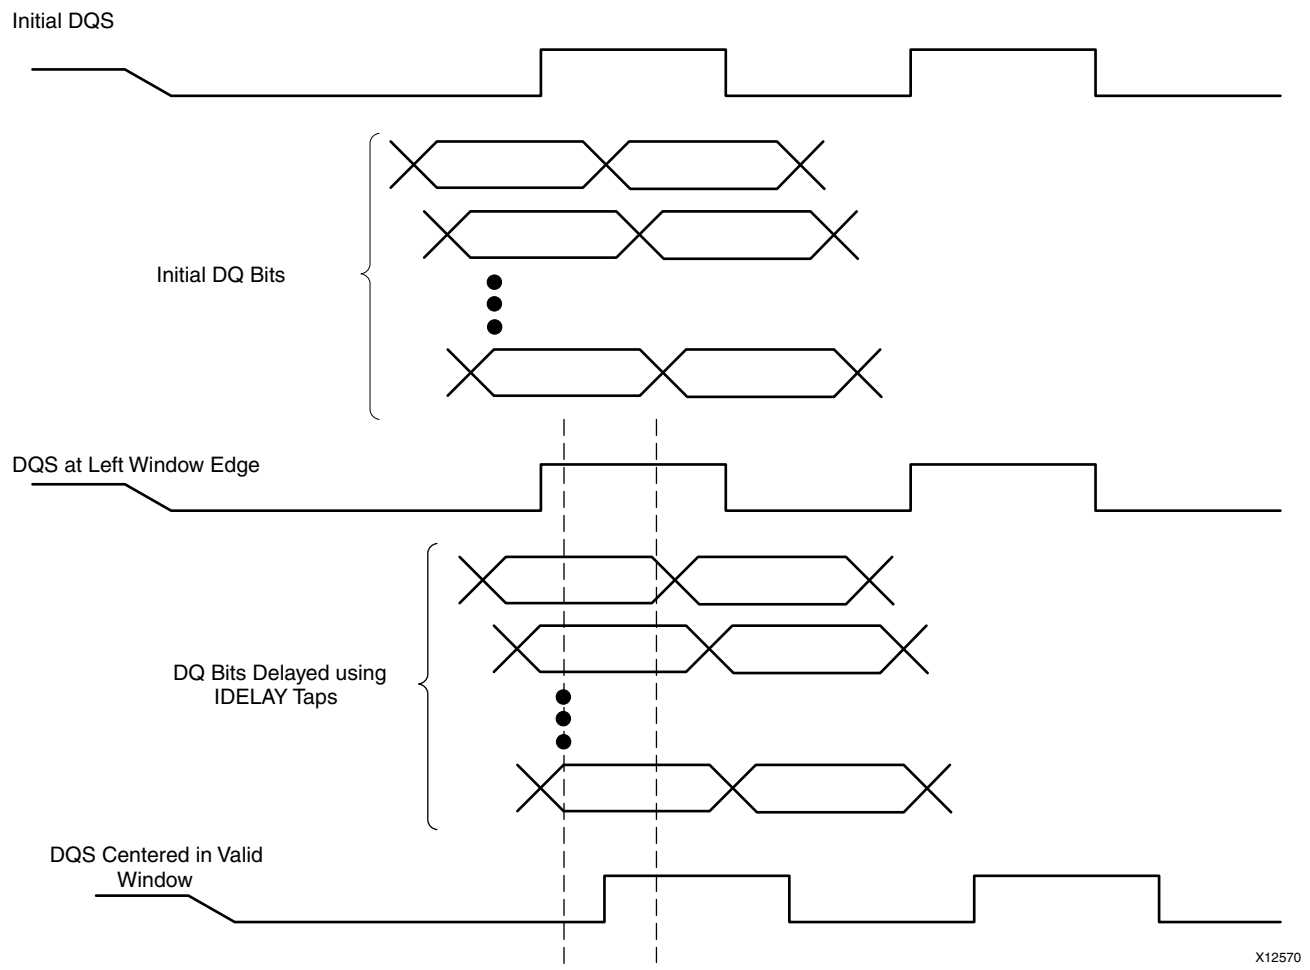 Initial DQS
Initial DQ Bits
DQS at Left Window Edge
DQ Bits Delayed using
IDELAY Taps
DQS Centered in Valid
Window
X12570